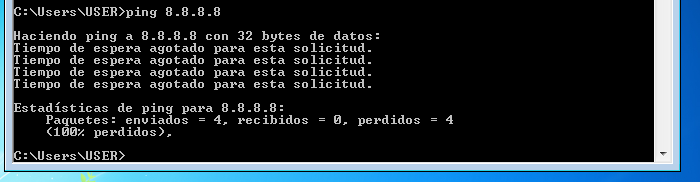 C:\Users\USER>ping 8.8.8.8
Haciendo ping a 8.8.8.8 con 32 bytes de datos:
Tiempo de espera agotado para esta solicitud.
Tiempo de espera agotado para esta solicitud.
Tiempo de espera agotado para esta solicitud.
Tiempo de espera agotado para esta solicitud.
Estadísticas de ping para 8.8.8.8:
Paquetes: enviados = 4, recibidos = 0, perdidos = 4
(100% perdidos),
C:\Users\USER>